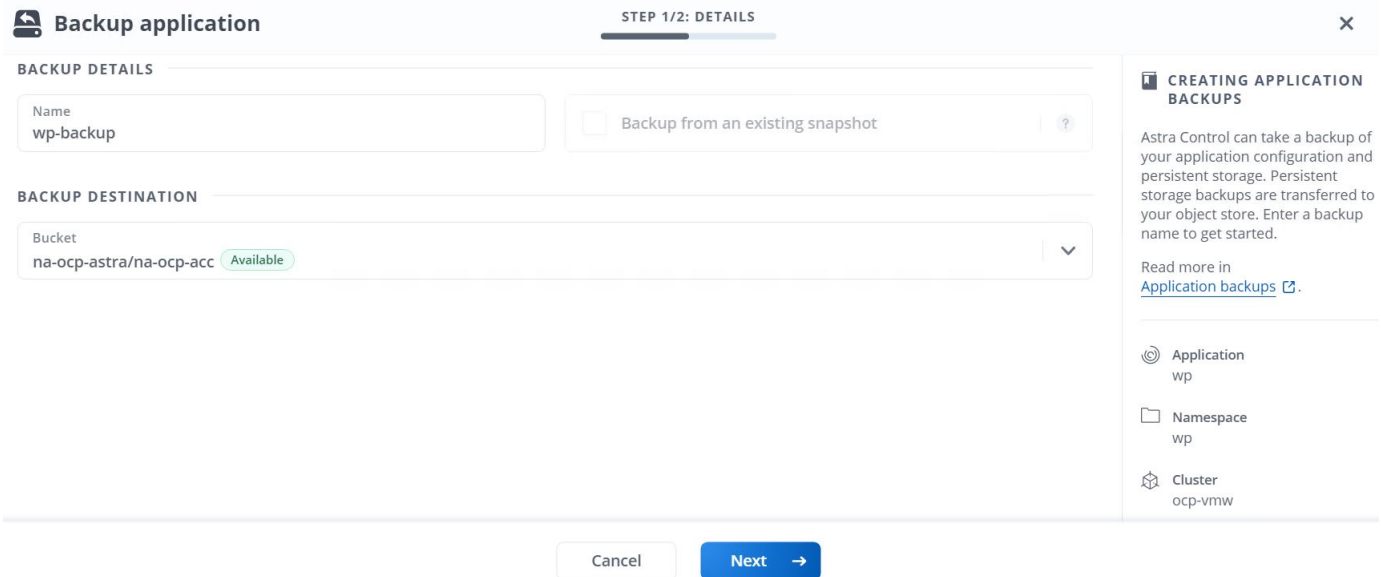 Backup application
STEP 1/2: DETAILS
BACKUP DETAILS
Name
wp-backup
Backup from an existing snapshot
?
BACKUP DESTINATION
Bucket
na-ocp-astra/na-ocp-acc Available
CREATING APPLICATION
BACKUPS
Astra Control can take a backup of
your application configuration and
persistent storage. Persistent
storage backups are transferred to
your object store. Enter a backup
name to get started.
Read more in
Application backups .
Application
wp
Namespace
wp
Cluster
ocp-vmw
Cancel
Next →